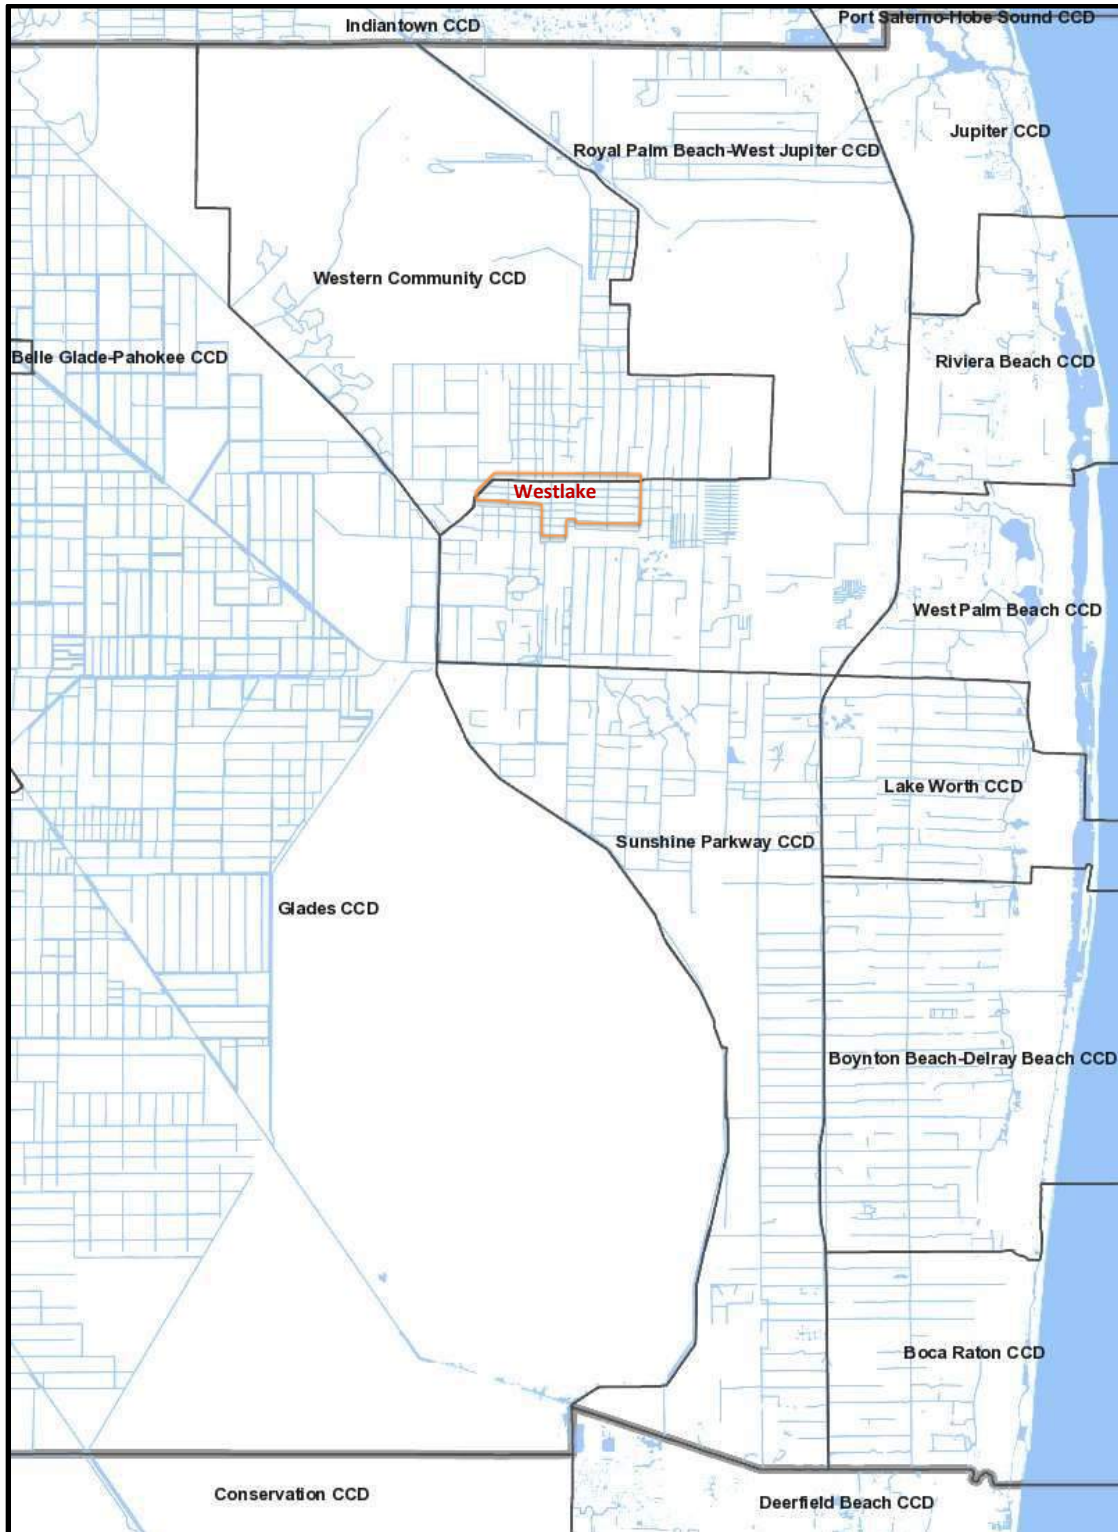 Port Salerno-Hobe Sound CCD
Indiantown CCD
Jupiter CCD
Royal Palm Beach-West Jupiter CCD
Western Community CCD
Belle Glade-Pahokee CCD
Riviera Beach CCD
Westlake
West Palm Beach CCD
Lake Worth CCD
Sunshine Parkway CCD
Glades CCD
Boynton Beach-Delray Beach CCD
Boca Raton CCD
Conservation CCD
Deerfield Beach CCD